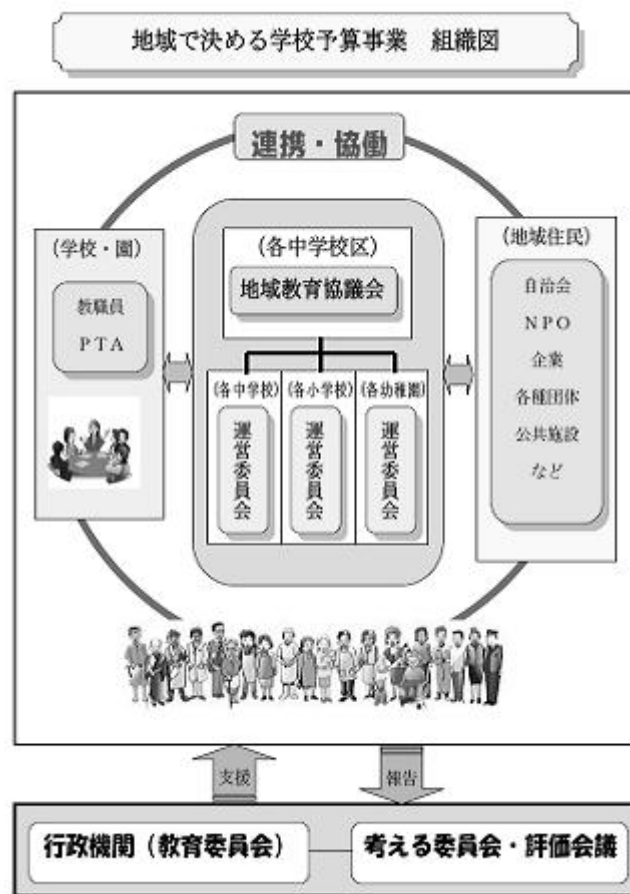 地域で決める学校予算事業　組織図
連携・協働
(学校・園)
教職員
ＰＴＡ
(各中学校区)
地域教育協議会
(各中学校)
運営委員会
(各小学校)
運営委員会
(各幼稚園)
運営委員会
(地域住民)
自治会
ＮＰＯ
企業
各種団体
公共施設
など
支援
報告
行政機関（教育委員会）
考える委員会・評価会議